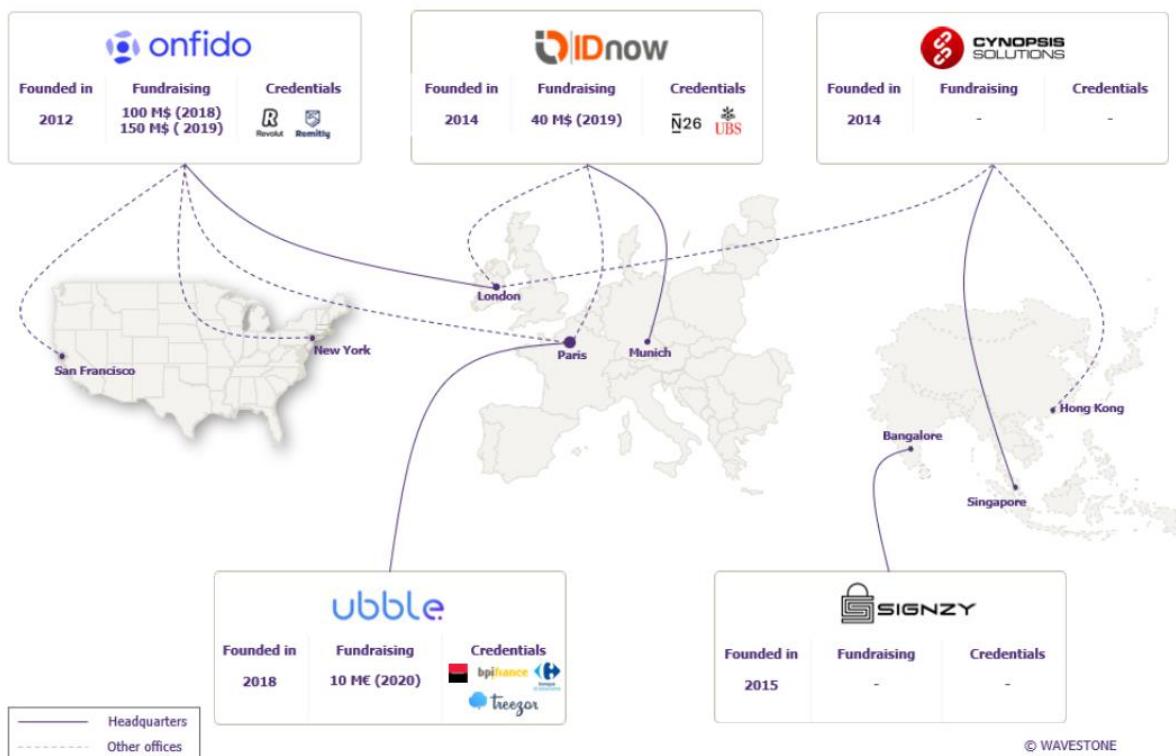 onfido
Founded in Fundraising Credentials
2012 100 M$ (2018) Revolut Remitly
150 M$ ( 2019)
IDnow
Founded in Fundraising Credentials
2014 40 M$ (2019) N26 UBS
CYNOPSIS
SOLUTIONS
Founded in Fundraising Credentials
2014 - -
London
New York
San Francisco
Paris
Munich
Hong Kong
Bangalore
Singapore
ubble
Founded in Fundraising Credentials
2018 10 M€ (2020) bpifrance
treezor
SIGNZY
Founded in Fundraising Credentials
2015 - -
Headquarters
Other offices
© WAVESTONE